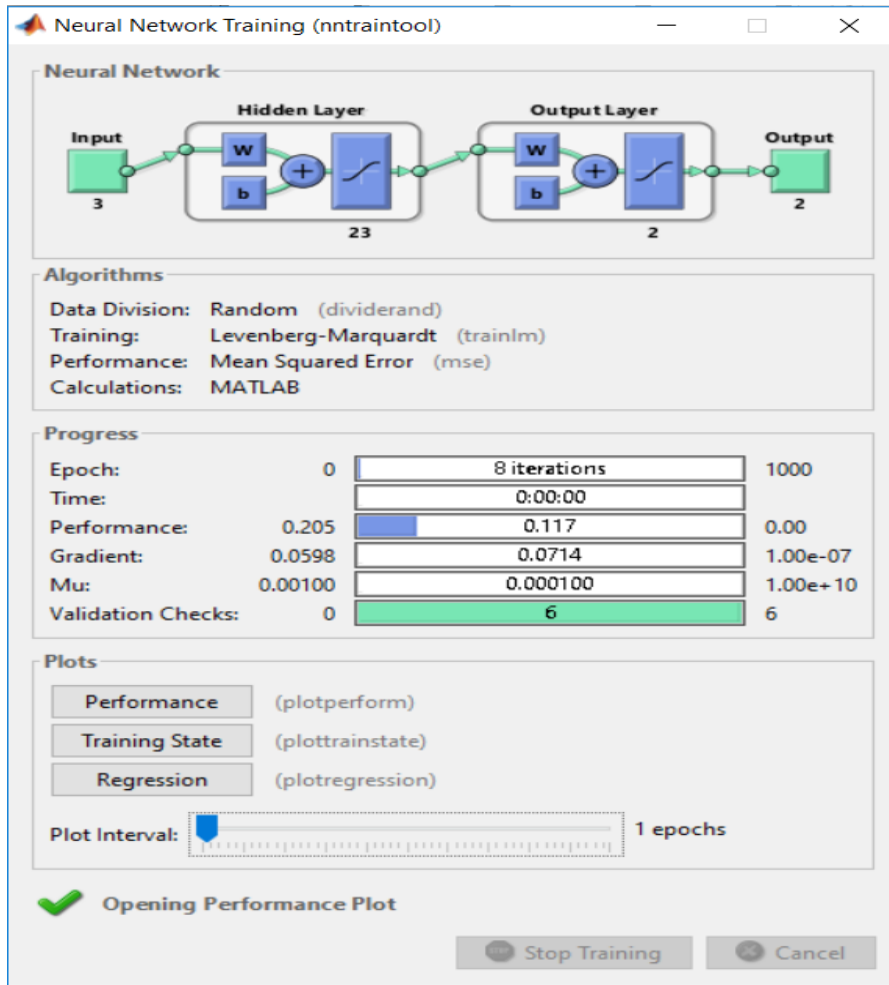 Neural Network Training (nntraintool)
Neural Network
Hidden Layer
Output Layer
Input
Output
W
b
+
W
b
+
3
23
2
2
Algorithms
Data Division: Random (dividerand)
Training: Levenberg-Marquardt (trainlm)
Performance: Mean Squared Error (mse)
Calculations: MATLAB
Progress
Epoch: 0 8 iterations 1000
Time: 0:00:00
Performance: 0.205 0.117 0.00
Gradient: 0.0598 0.0714 1.00e-07
Mu: 0.00100 0.000100 1.00e+10
Validation Checks: 0 6 6
Plots
Performance (plotperform)
Training State (plottrainstate)
Regression (plotregression)
Plot Interval: 1 epochs
Opening Performance Plot
Stop Training Cancel